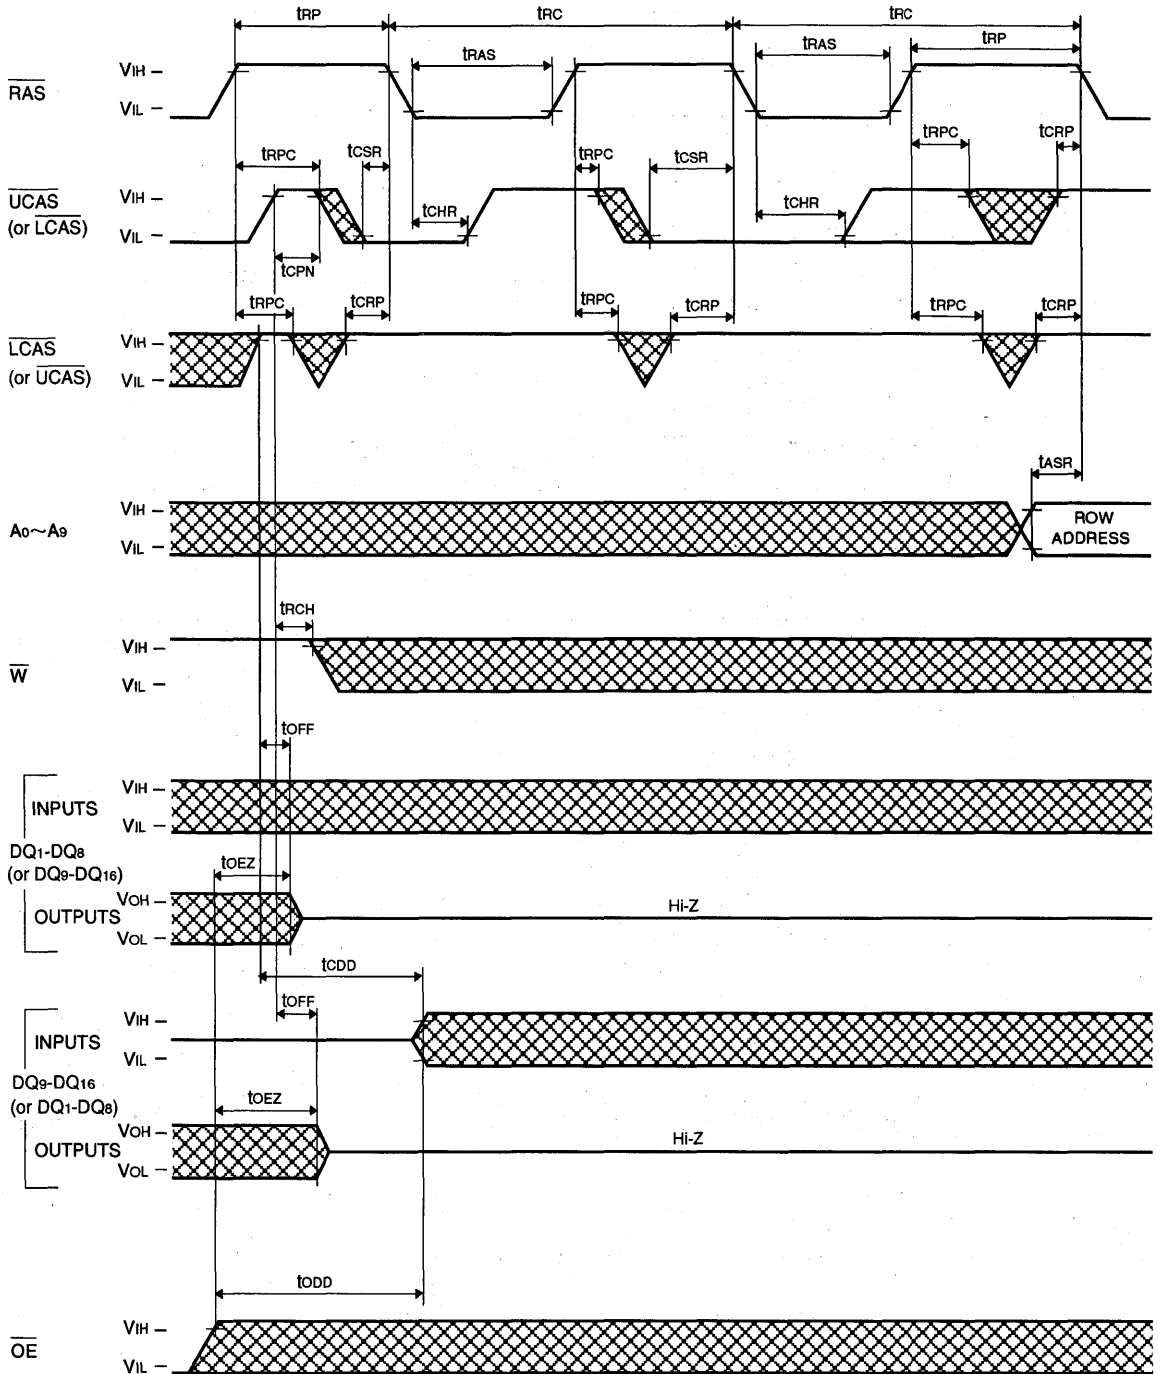 tRP tRC tRC
tRAS tRAS tRP
VIH
RAS
VIL
tRPC tCSR tRPC tCSR tRPC tCRP
UCAS VIH
(or LCAS) tCHR tCHR
VIL
tCPN
tRPC tCRP tRPC tCRP tRPC tCRP
LCAS VIH
(or UCAS) VIL
tASR
VIH
A0~A9 ROW
VIL ADDRESS
tRCH
VIH
W
VIL
tOFF
VIH
INPUTS
VIL
DQ1-DQ8
(or DQ9-DQ16) tOEZ
VOH
OUTPUTS Hi-Z
VOL
tCDD
tOFF
VIH
INPUTS
VIL
DQ9-DQ16
(or DQ1-DQ8) tOEZ
VOH
OUTPUTS Hi-Z
VOL
tODD
VIH
OE
VIL